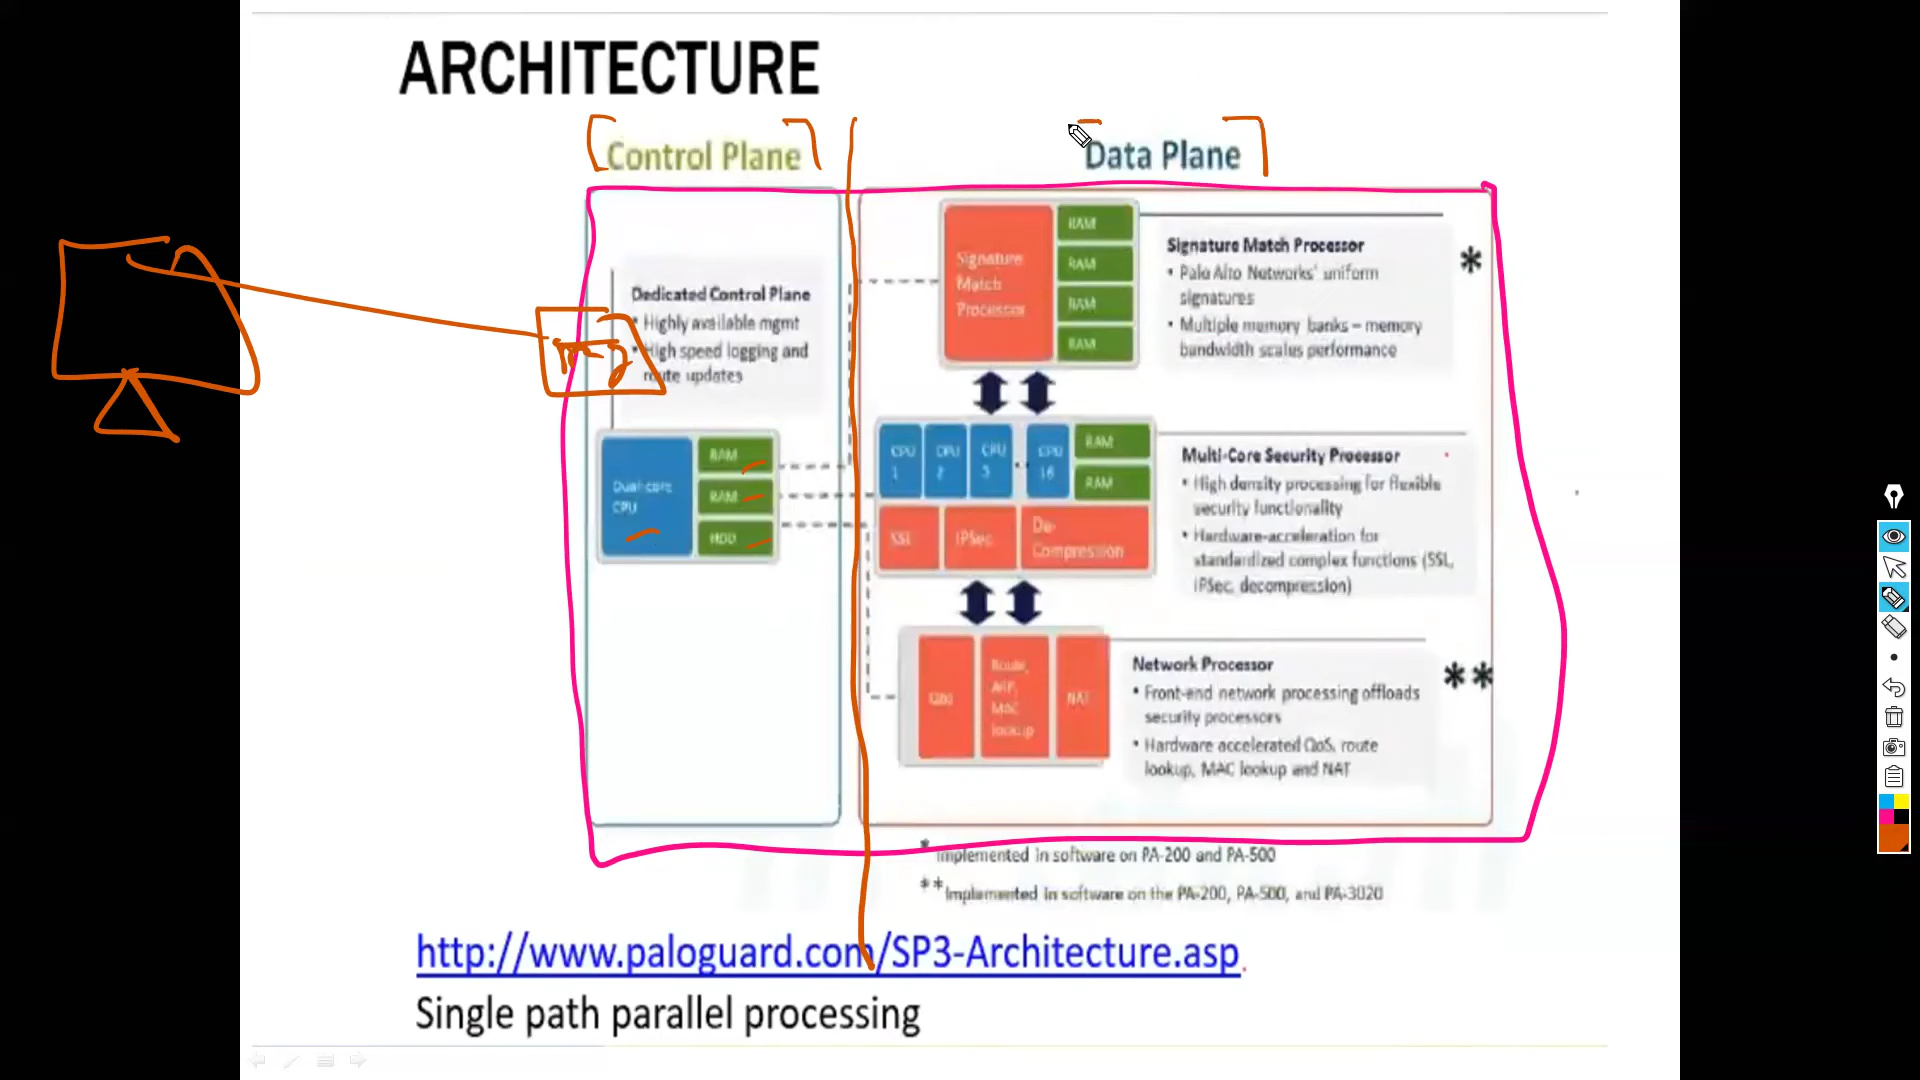 ARCHITECTURE
Control Plane
Data Plane
Dedicated Control Plane
• Highly available mgmt
• High speed logging and
route updates
Dual-core
CPU
RAM
RAM
HDD
Signature
Match
Processor
RAM
RAM
RAM
RAM
Signature Match Processor
• Palo Alto Networks' uniform
signatures
• Multiple memory banks – memory
bandwidth scales performance
*
CPU
1
CPU
2
CPU
3
..
CPU
16
RAM
RAM
SSL
IPSec
De-
Compression
Multi-Core Security Processor
• High density processing for flexible
security functionality
• Hardware-acceleration for
standardized complex functions (SSL,
IPSec, decompression)
QoS
Route,
ARP,
MAC
lookup
NAT
Network Processor
• Front-end network processing offloads
security processors
• Hardware accelerated QoS, route
lookup, MAC lookup and NAT
**
* Implemented in software on PA-200 and PA-500
** Implemented in software on the PA-200, PA-500, and PA-3020
http://www.paloguard.com/SP3-Architecture.asp
Single path parallel processing